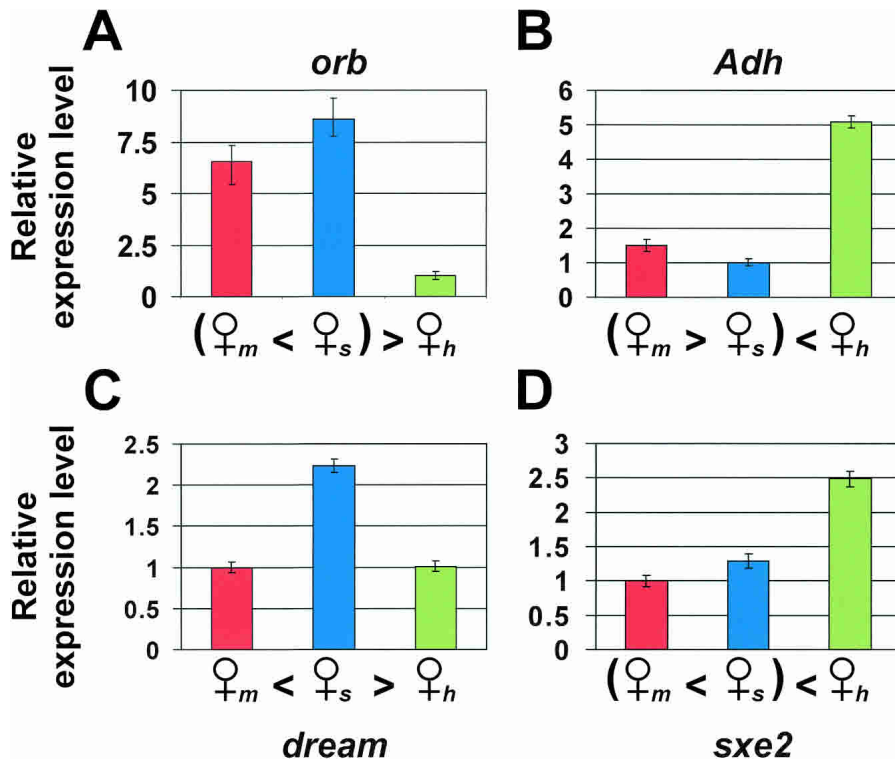 A
orb
Relative expression level
10
7.5
5
2.5
0
(♀m < ♀s) > ♀h
B
Adh
6
5
4
3
2
1
0
(♀m > ♀s) < ♀h
C
Relative expression level
2.5
2
1.5
1
0.5
0
♀m < ♀s > ♀h
dream
D
3
2.5
2
1.5
1
0.5
0
(♀m < ♀s) < ♀h
sxe2